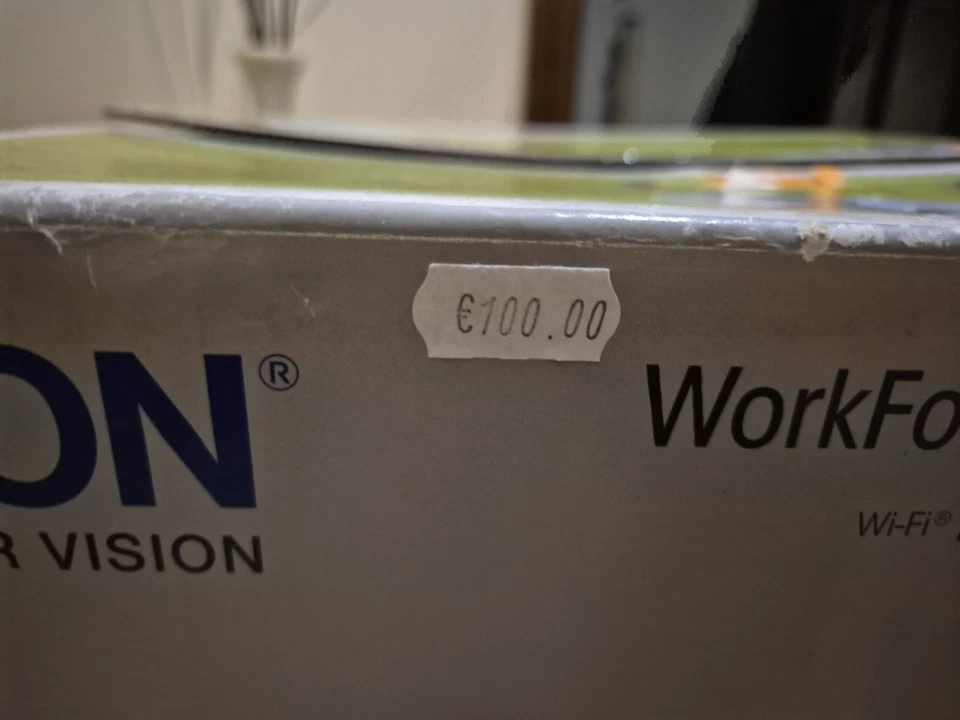 €100.00
ON®
R VISION
WorkFo
Wi-Fi®